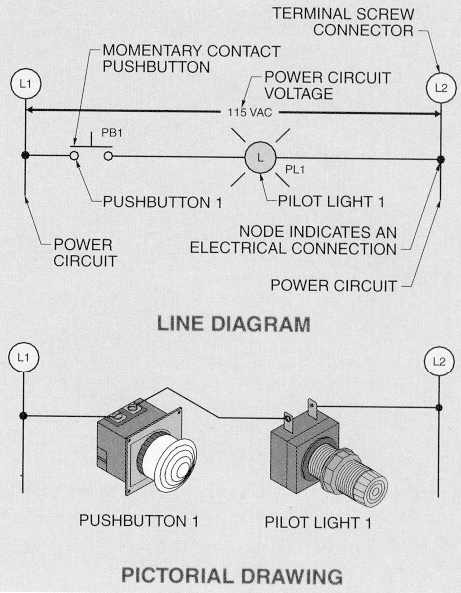 TERMINAL SCREW
CONNECTOR
MOMENTARY CONTACT
PUSHBUTTON
L1
POWER CIRCUIT
VOLTAGE
L2
115 VAC
PB1
L
PL1
PUSHBUTTON 1
PILOT LIGHT 1
NODE INDICATES AN
ELECTRICAL CONNECTION
POWER
CIRCUIT
POWER CIRCUIT
LINE DIAGRAM
L1
L2
PUSHBUTTON 1
PILOT LIGHT 1
PICTORIAL DRAWING